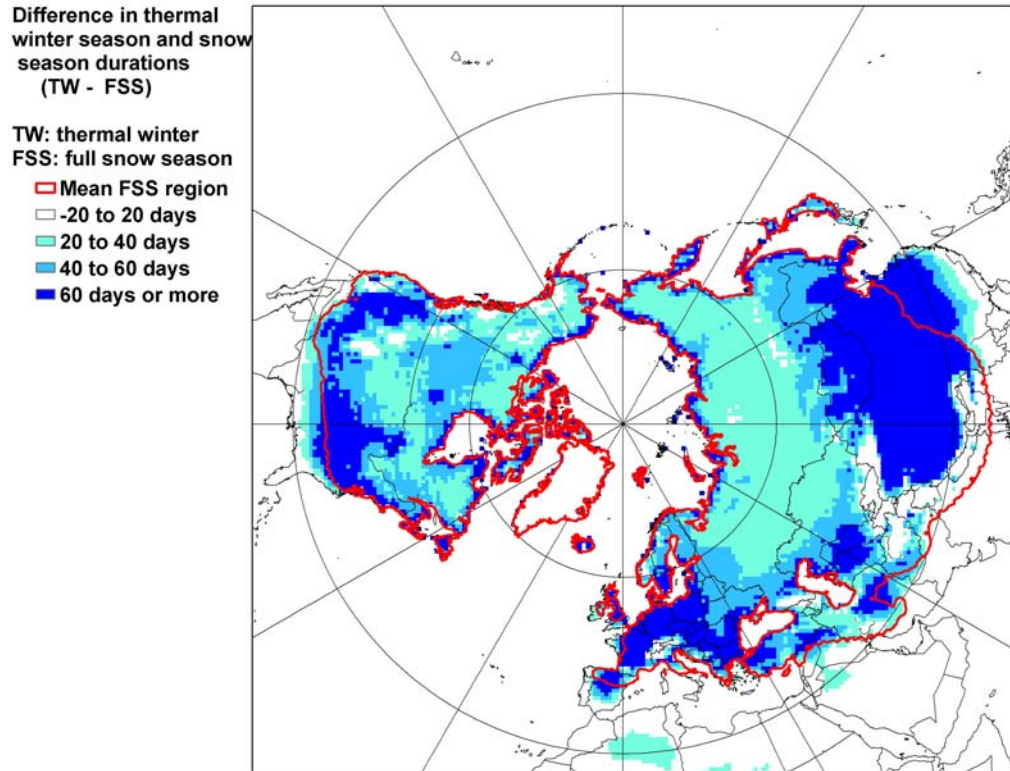 Difference in thermal
winter season and snow
season durations
(TW - FSS)
TW: thermal winter
FSS: full snow season
Mean FSS region
-20 to 20 days
20 to 40 days
40 to 60 days
60 days or more